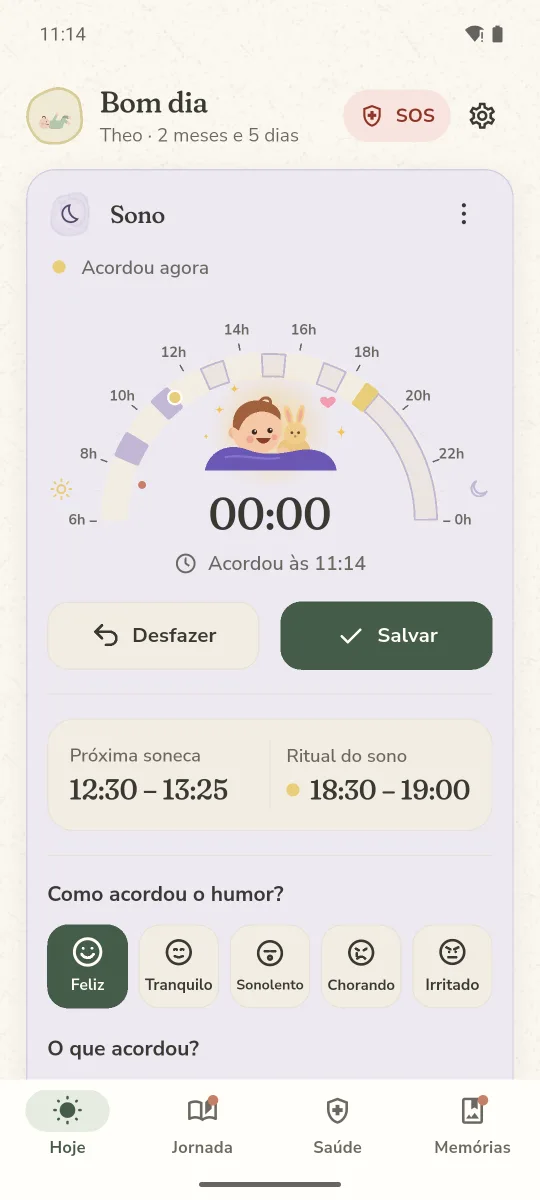 11:14
Bom dia
Theo · 2 meses e 5 dias
SOS
Sono
Acordou agora
14h
16h
12h
18h
10h
20h
8h
22h
6h
0h
00:00
Acordou às 11:14
Desfazer
Salvar
Próxima soneca
Ritual do sono
12:30 – 13:25
18:30 – 19:00
Como acordou o humor?
Feliz
Tranquilo
Sonolento
Chorando
Irritado
O que acordou?
Hoje
Jornada
Saúde
Memórias